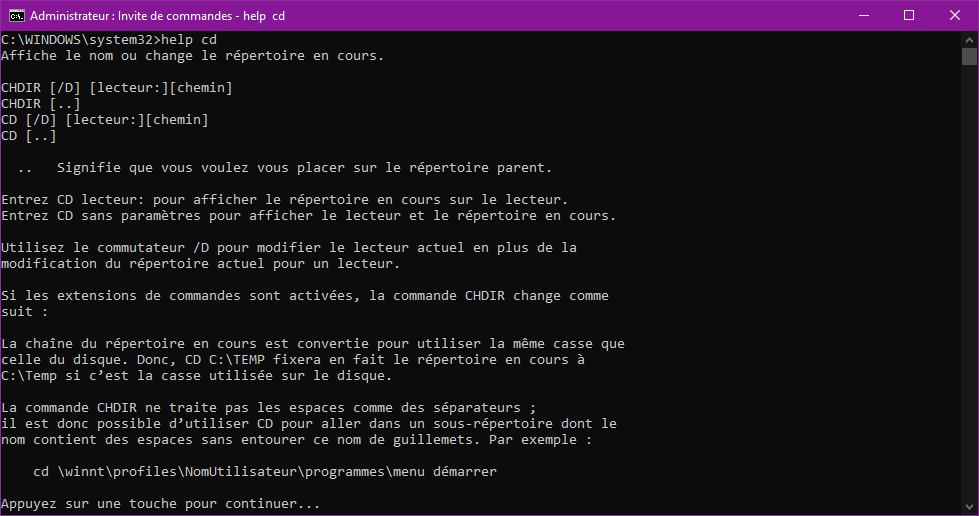 Administrateur : Invite de commandes - help  cd
C:\WINDOWS\system32>help cd
Affiche le nom ou change le répertoire en cours.
CHDIR [/D] [lecteur:][chemin]
CHDIR [..]
CD [/D] [lecteur:][chemin]
CD [..]
  ..   Signifie que vous voulez vous placer sur le répertoire parent.
Entrez CD lecteur: pour afficher le répertoire en cours sur le lecteur.
Entrez CD sans paramètres pour afficher le lecteur et le répertoire en cours.
Utilisez le commutateur /D pour modifier le lecteur actuel en plus de la
modification du répertoire actuel pour un lecteur.
Si les extensions de commandes sont activées, la commande CHDIR change comme
suit :
La chaîne du répertoire en cours est convertie pour utiliser la même casse que
celle du disque. Donc, CD C:\TEMP fixera en fait le répertoire en cours à
C:\Temp si c’est la casse utilisée sur le disque.
La commande CHDIR ne traite pas les espaces comme des séparateurs ;
il est donc possible d’utiliser CD pour aller dans un sous-répertoire dont le
nom contient des espaces sans entourer ce nom de guillemets. Par exemple :
    cd \winnt\profiles\NomUtilisateur\programmes\menu démarrer
Appuyez sur une touche pour continuer...